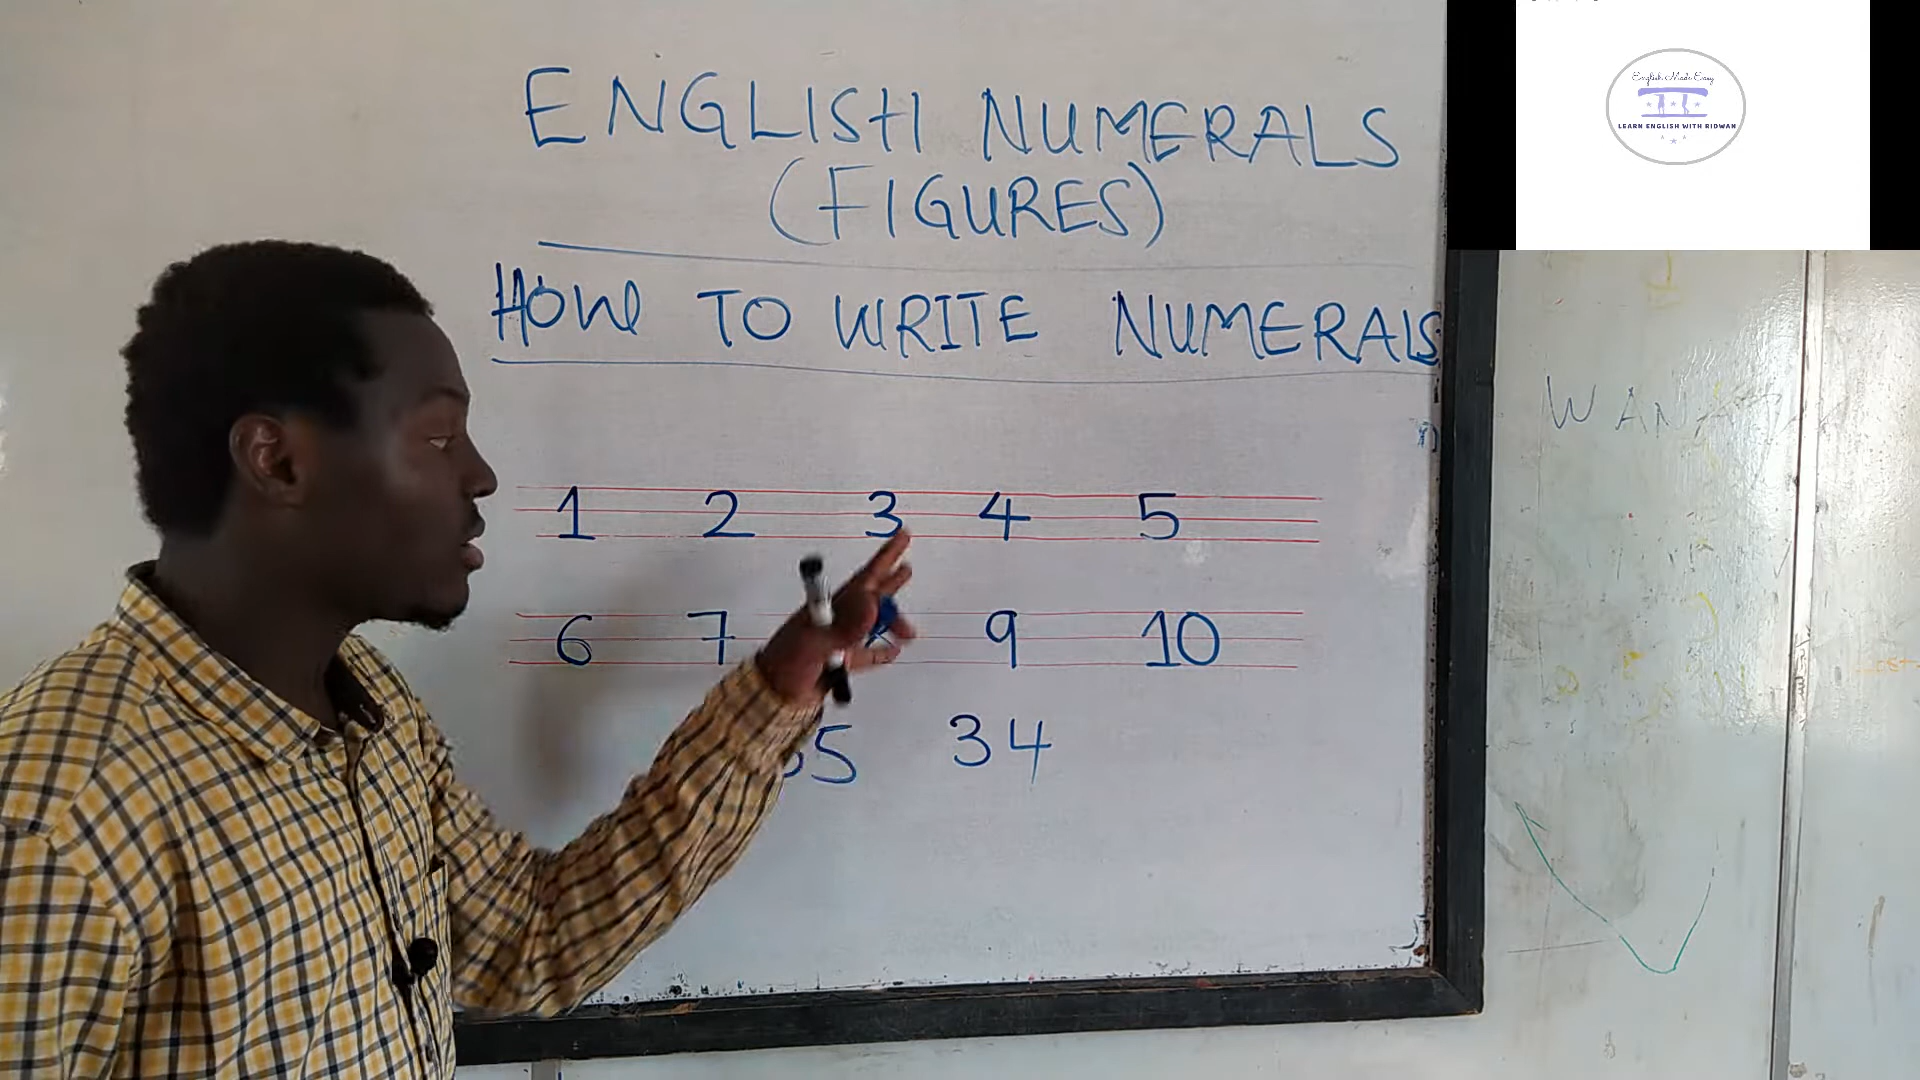 ENGLISH NUMERALS
(FIGURES)
HOW TO WRITE NUMERALS
1 2 3 4 5
6 7 9 10
5 34
English Made Easy
LEARN ENGLISH WITH RIDWAN